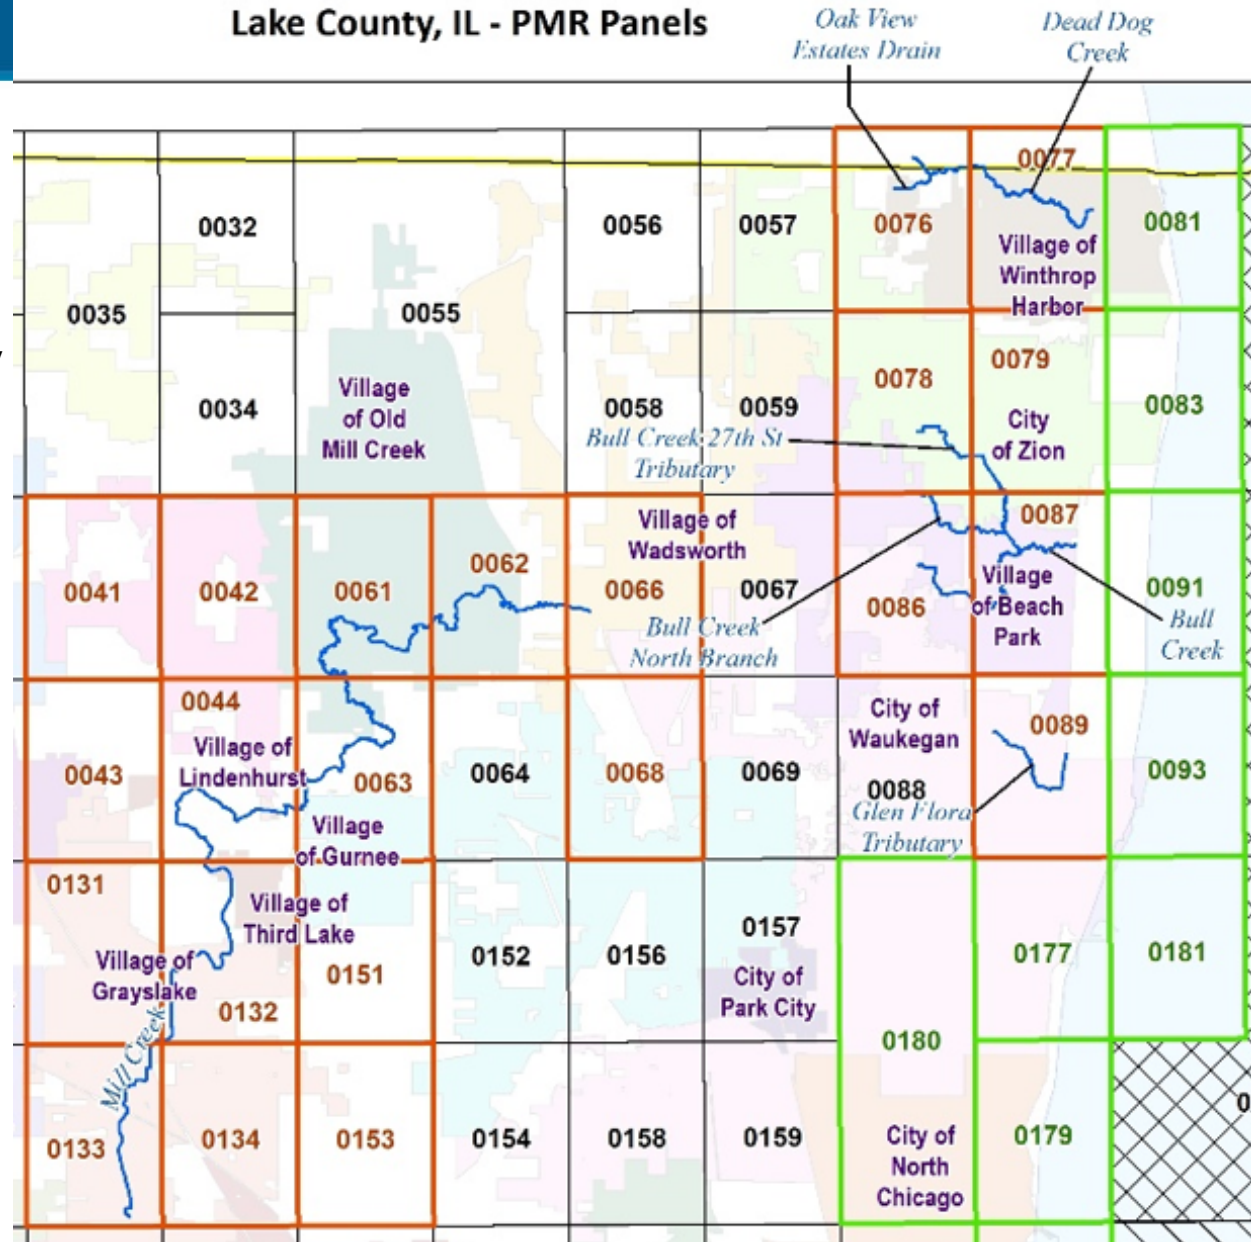 Lake County, IL - PMR Panels
Oak View
Estates Drain
Dead Dog
Creek
0077
0032
0056
0057
0076
0081
Village of
Winthrop
Harbor
0035
0055
0078
0079
0083
Village
of Old
Mill Creek
0034
0058
0059
City
of Zion
Bull Creek 27th St
Tributary
Village of
Wadsworth
0087
0041
0042
0061
0062
0066
0067
0086
Village
of Beach
Park
0091
Bull
Creek
Bull Creek
North Branch
0044
City of
Waukegan
0089
Village of
Lindenhurst
0043
0063
0064
0068
0069
0088
0093
Glen Flora
Tributary
Village
of Gurnee
0131
Village of
Third Lake
0157
Village of
Grayslake
0151
0152
0156
City of
Park City
0177
0181
0132
Mill Creek
0180
0
0133
0134
0153
0154
0158
0159
City of
North
Chicago
0179